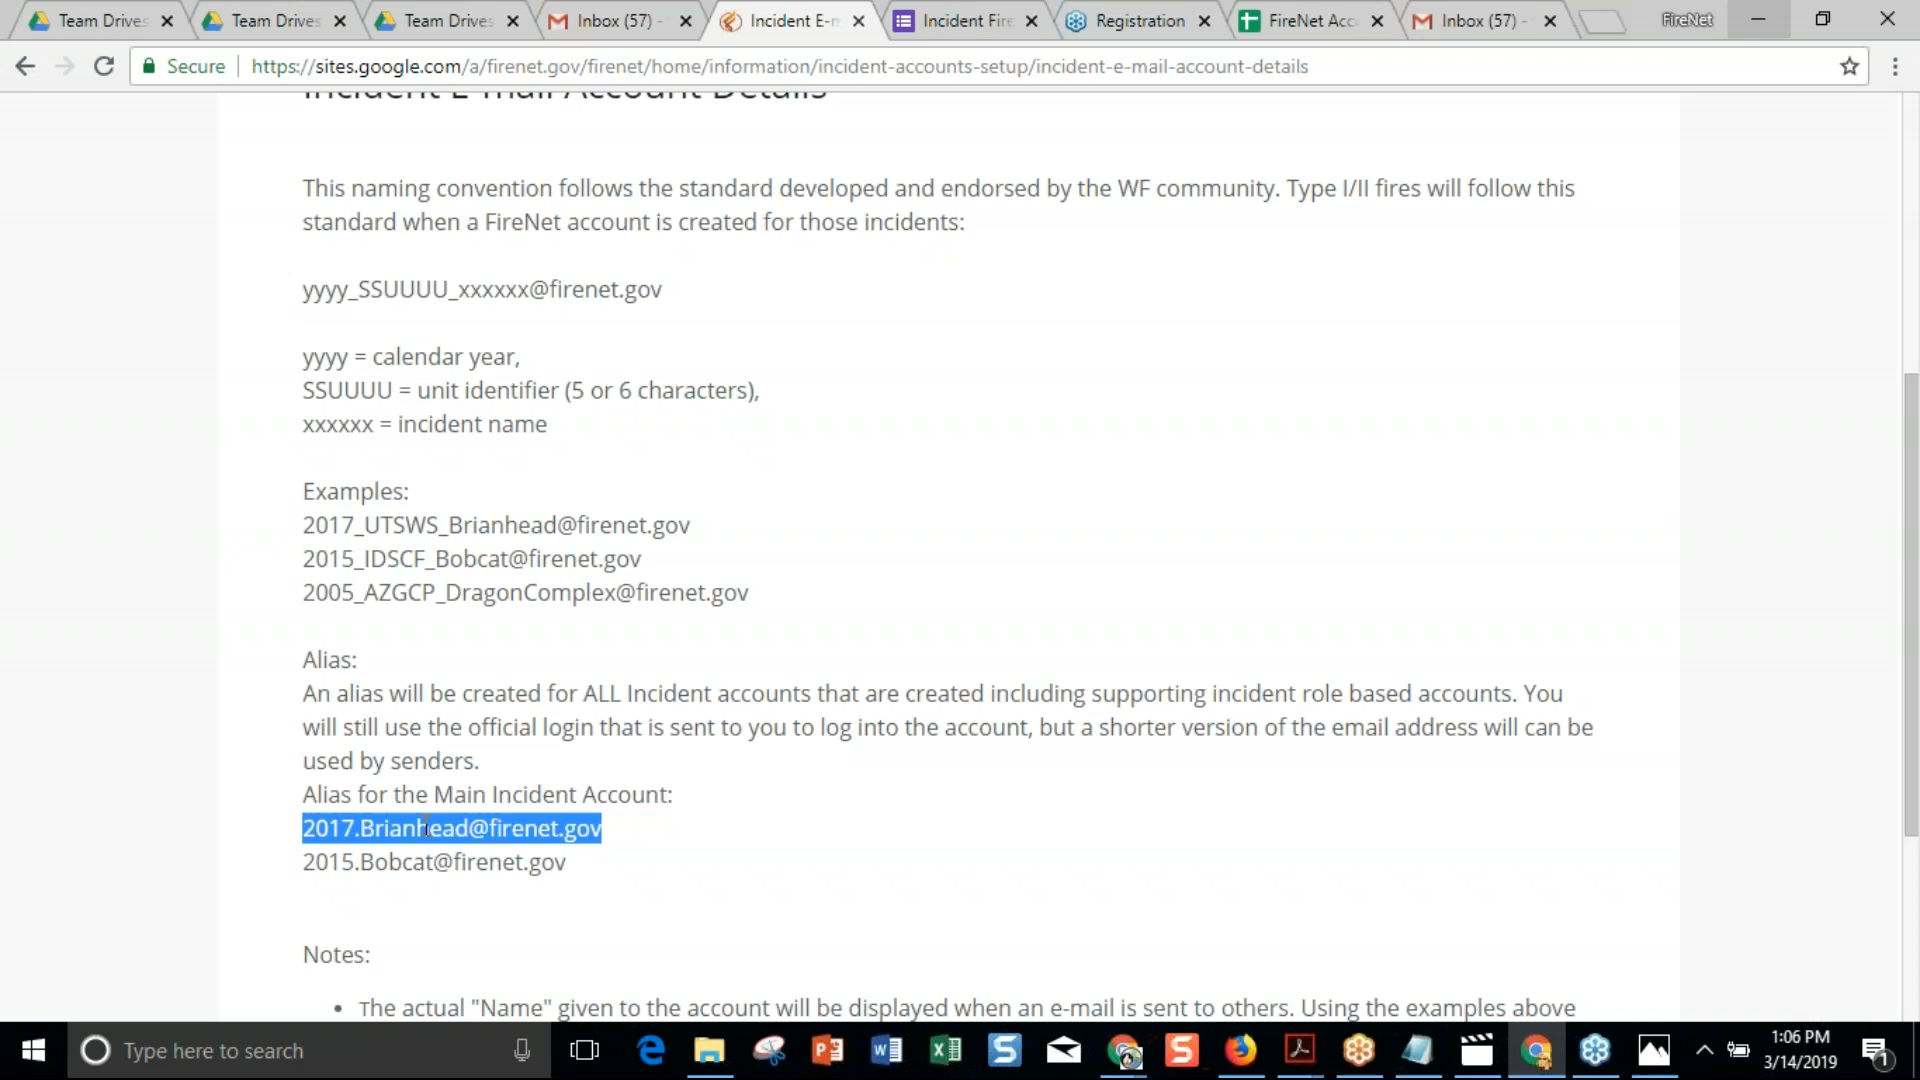 Team Drives
Team Drives
Team Drives
Inbox (57) -
Incident E-m
Incident Fire
Registration
FireNet Acc
Inbox (57) -
FireNet
Secure
https://sites.google.com/a/firenet.gov/firenet/home/information/incident-accounts-setup/incident-e-mail-account-details
Incident E-mail Account Details
This naming convention follows the standard developed and endorsed by the WF community. Type I/II fires will follow this
standard when a FireNet account is created for those incidents:
yyyy_SSUUUU_xxxxxx@firenet.gov
yyyy = calendar year,
SSUUUU = unit identifier (5 or 6 characters),
xxxxxx = incident name
Examples:
2017_UTSWS_Brianhead@firenet.gov
2015_IDSCF_Bobcat@firenet.gov
2005_AZGCP_DragonComplex@firenet.gov
Alias:
An alias will be created for ALL Incident accounts that are created including supporting incident role based accounts. You
will still use the official login that is sent to you to log into the account, but a shorter version of the email address will can be
used by senders.
Alias for the Main Incident Account:
2017.Brianhead@firenet.gov
2015.Bobcat@firenet.gov
Notes:
• The actual "Name" given to the account will be displayed when an e-mail is sent to others. Using the examples above
Type here to search
1:06 PM
3/14/2019
1